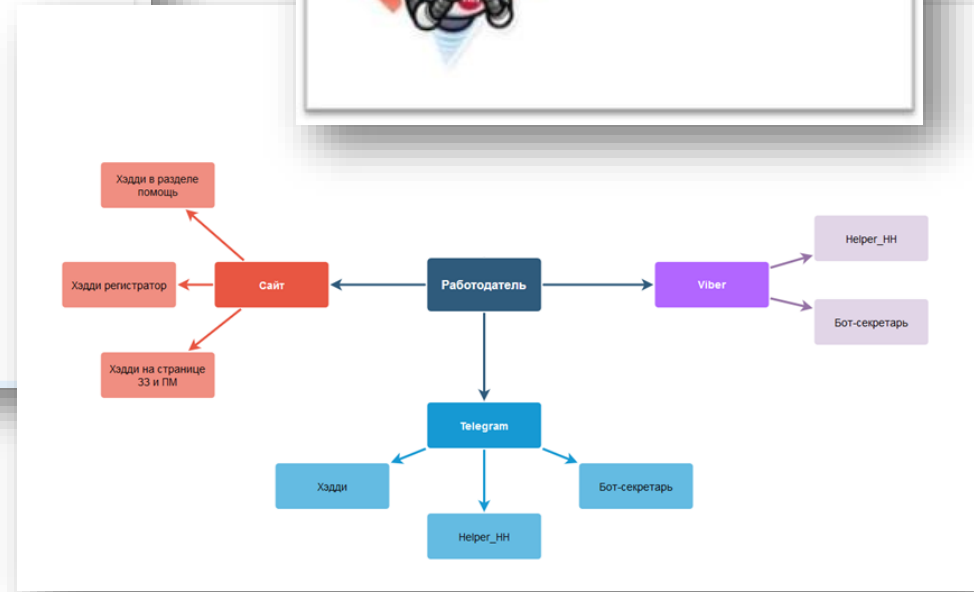 Хэдди в разделе
помощь
Helper_HH
Хэдди регистратор
Сайт
Работодатель
Viber
Бот-секретарь
Хэдди на странице
ЗЗ и ПМ
Telegram
Хэдди
Бот-секретарь
Helper_HH